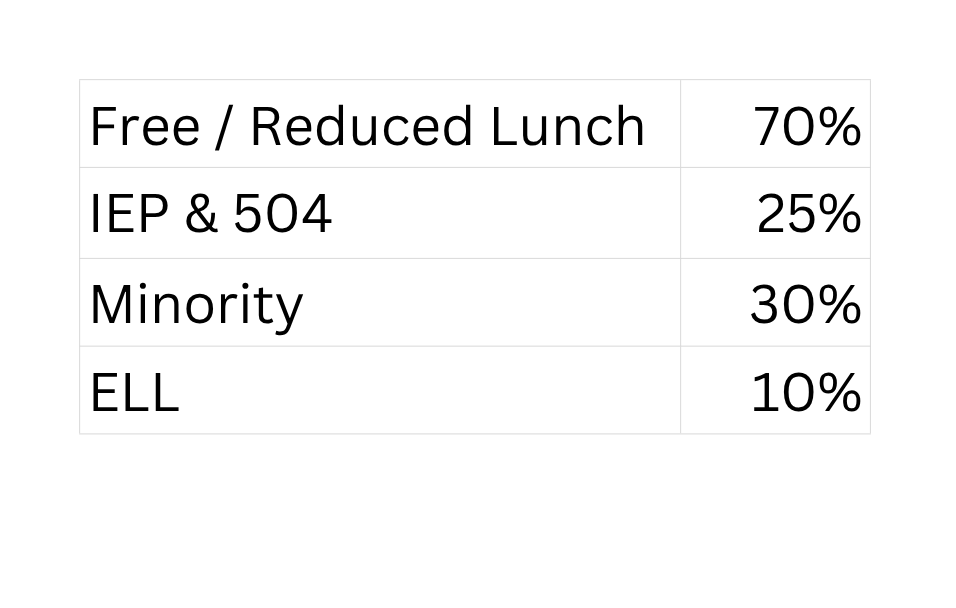 Free / Reduced Lunch 70%
IEP & 504 25%
Minority 30%
ELL 10%